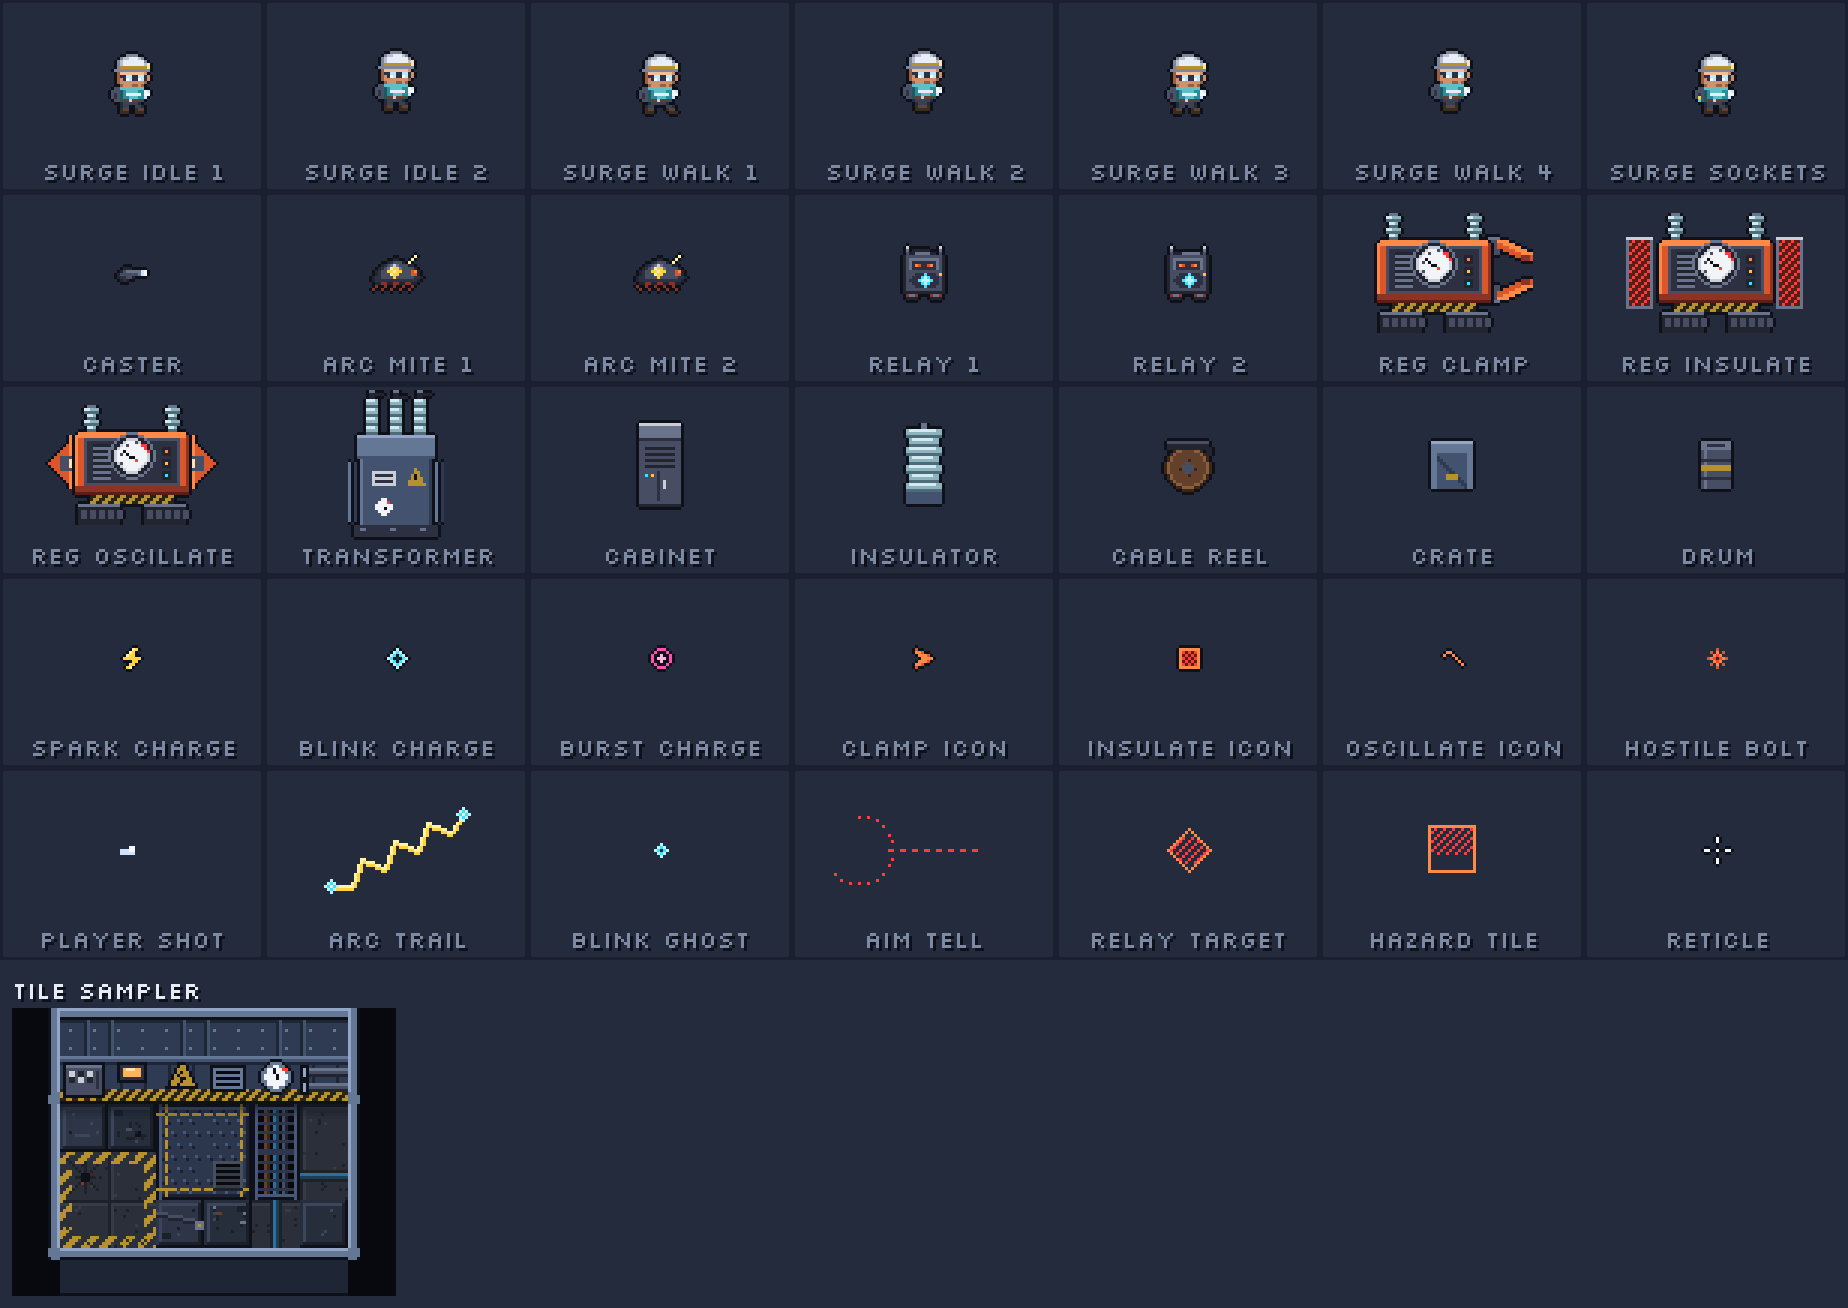 SURGE IDLE 1
SURGE IDLE 2
SURGE WALK 1
SURGE WALK 2
SURGE WALK 3
SURGE WALK 4
SURGE SOCKETS
CASTER
ARC MITE 1
ARC MITE 2
RELAY 1
RELAY 2
REG CLAMP
REG INSULATE
REG OSCILLATE
TRANSFORMER
CABINET
INSULATOR
CABLE REEL
CRATE
DRUM
SPARK CHARGE
BLINK CHARGE
BURST CHARGE
CLAMP ICON
INSULATE ICON
OSCILLATE ICON
HOSTILE BOLT
PLAYER SHOT
ARC TRAIL
BLINK GHOST
AIM TELL
RELAY TARGET
HAZARD TILE
RETICLE
TILE SAMPLER